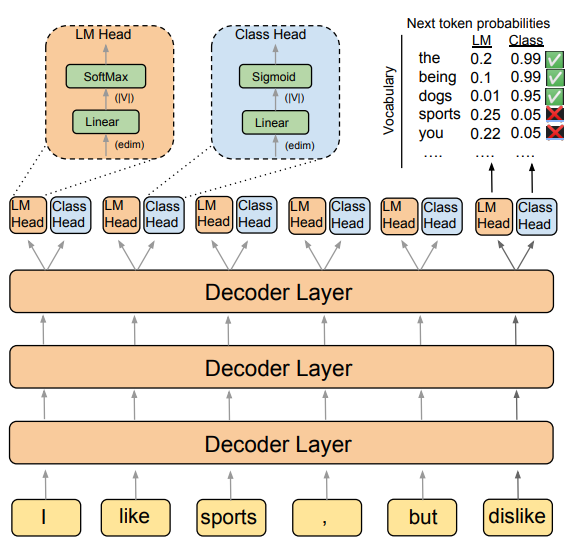 LM Head
SoftMax
(|V|)
Linear
(edim)
Class Head
Sigmoid
(|V|)
Linear
(edim)
Next token probabilities
LM Class
Vocabulary
the 0.2 0.99 ✅
being 0.1 0.99 ✅
dogs 0.01 0.95 ✅
sports 0.25 0.05 ❌
you 0.22 0.05 ❌
.... .... ....
LM Head
Class Head
LM Head
Class Head
LM Head
Class Head
LM Head
Class Head
LM Head
Class Head
LM Head
Class Head
Decoder Layer
Decoder Layer
Decoder Layer
I like sports , but dislike